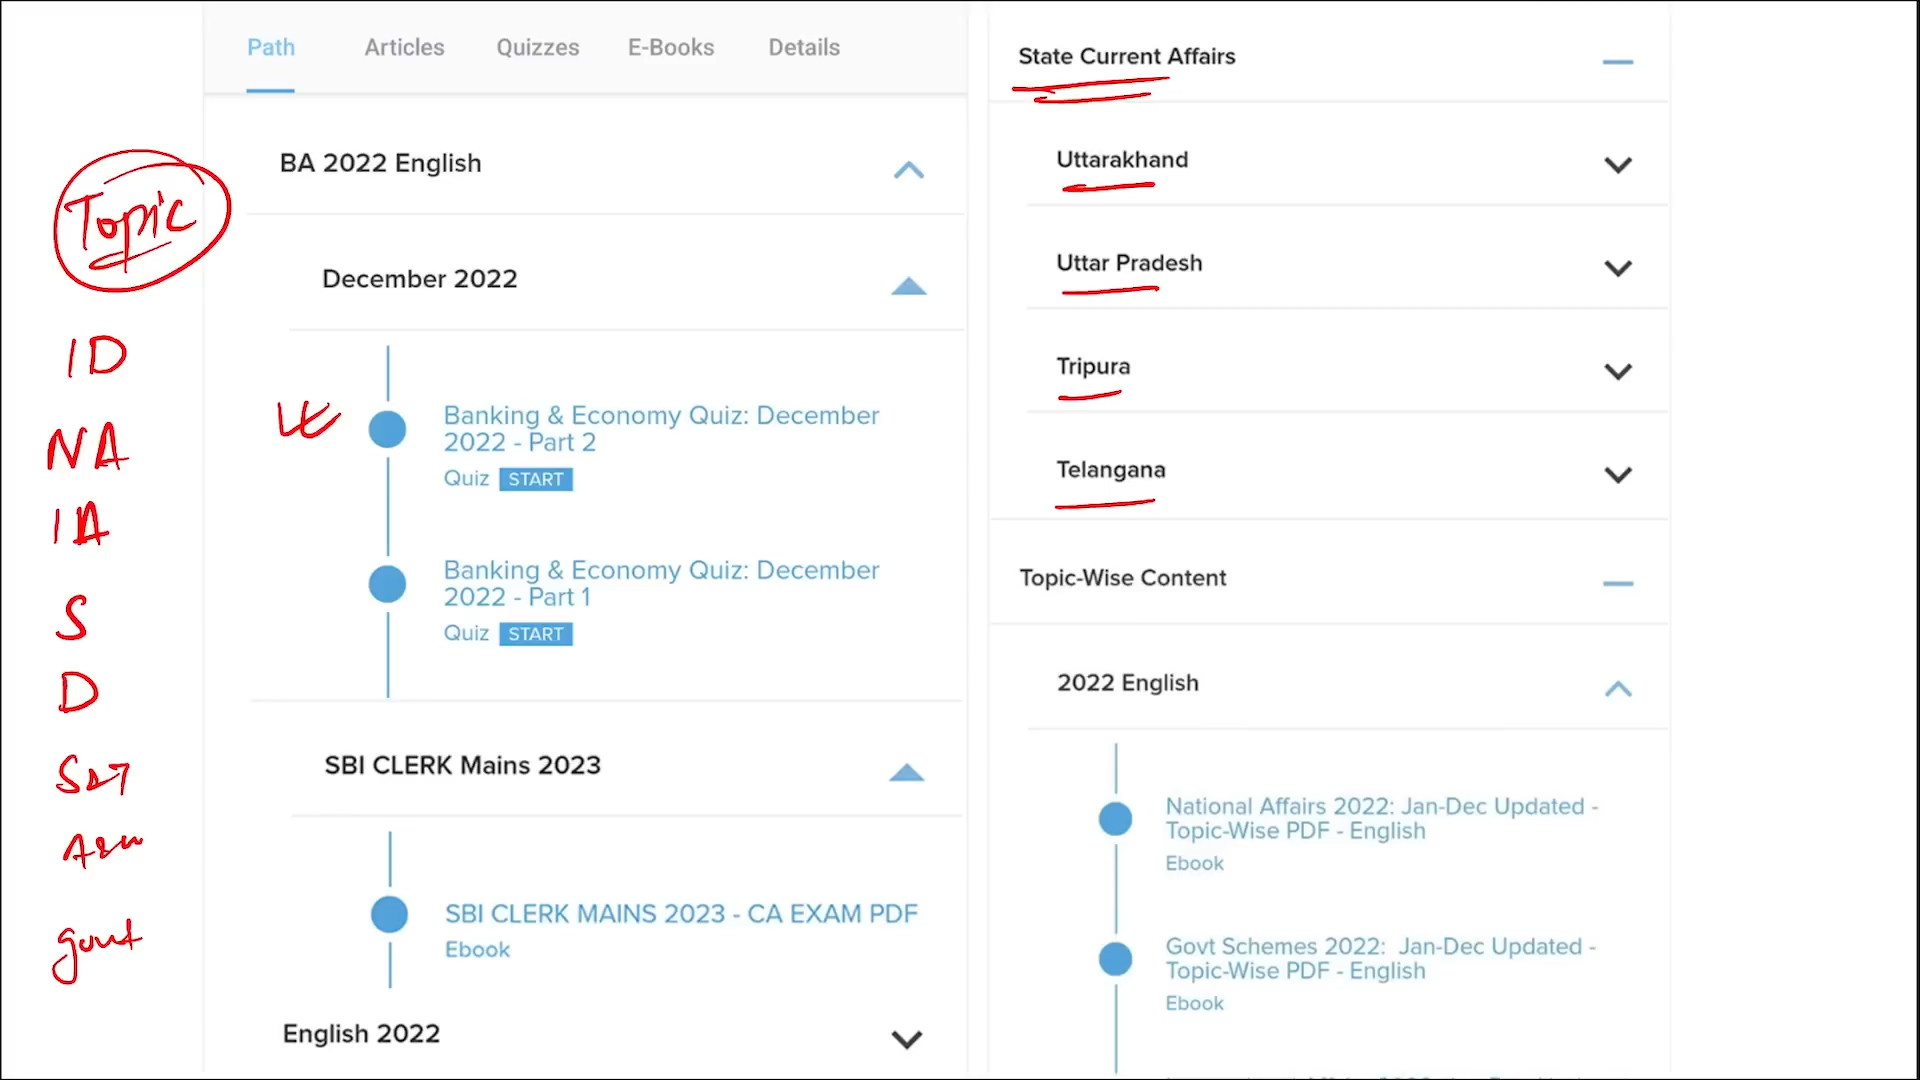 Path Articles Quizzes E-Books Details
BA 2022 English
December 2022
Banking & Economy Quiz: December
2022 - Part 2
Quiz START
Banking & Economy Quiz: December
2022 - Part 1
Quiz START
SBI CLERK Mains 2023
SBI CLERK MAINS 2023 - CA EXAM PDF
Ebook
English 2022
Topic
ID
NA
IA
S
D
S&T
govt
State Current Affairs
Uttarakhand
Uttar Pradesh
Tripura
Telangana
Topic-Wise Content
2022 English
National Affairs 2022: Jan-Dec Updated -
Topic-Wise PDF - English
Ebook
Govt Schemes 2022: Jan-Dec Updated -
Topic-Wise PDF - English
Ebook